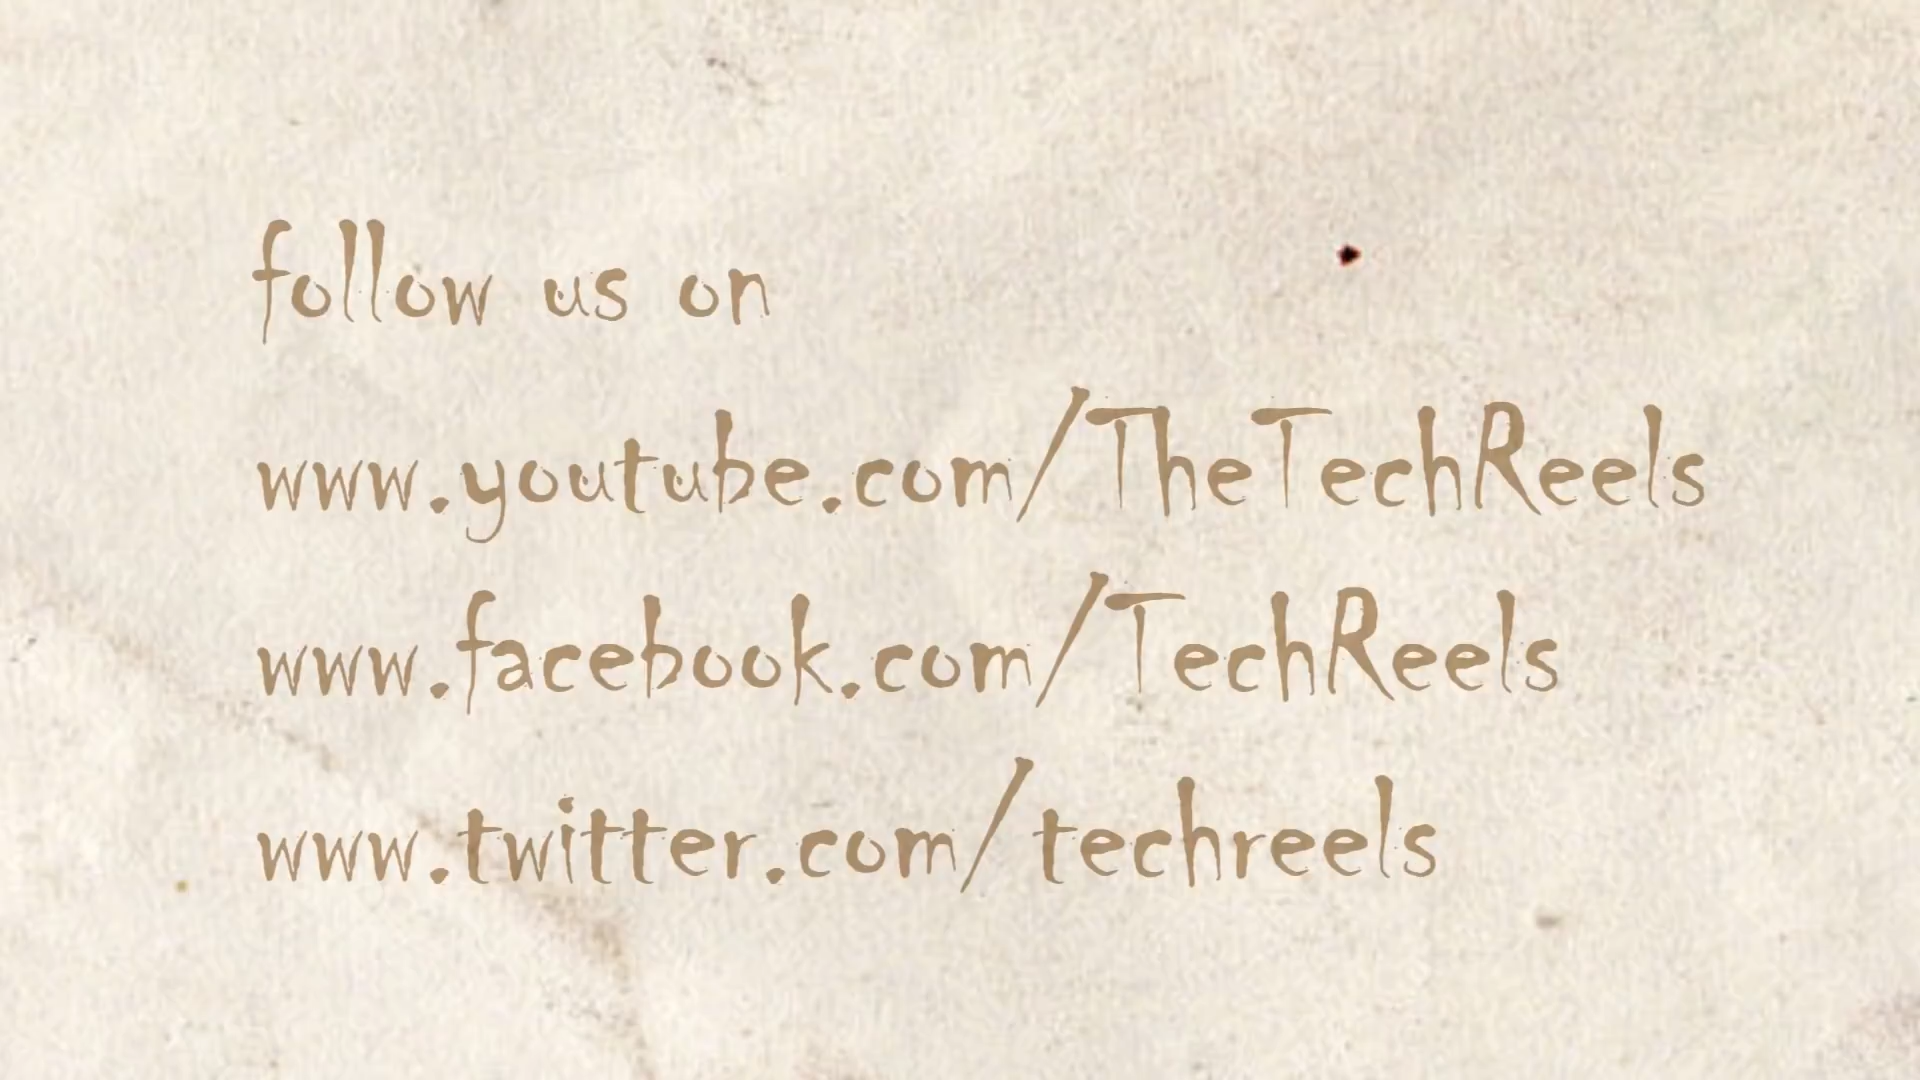 follow us on
www.youtube.com/TheTechReels
www.facebook.com/TechReels
www.twitter.com/techreels